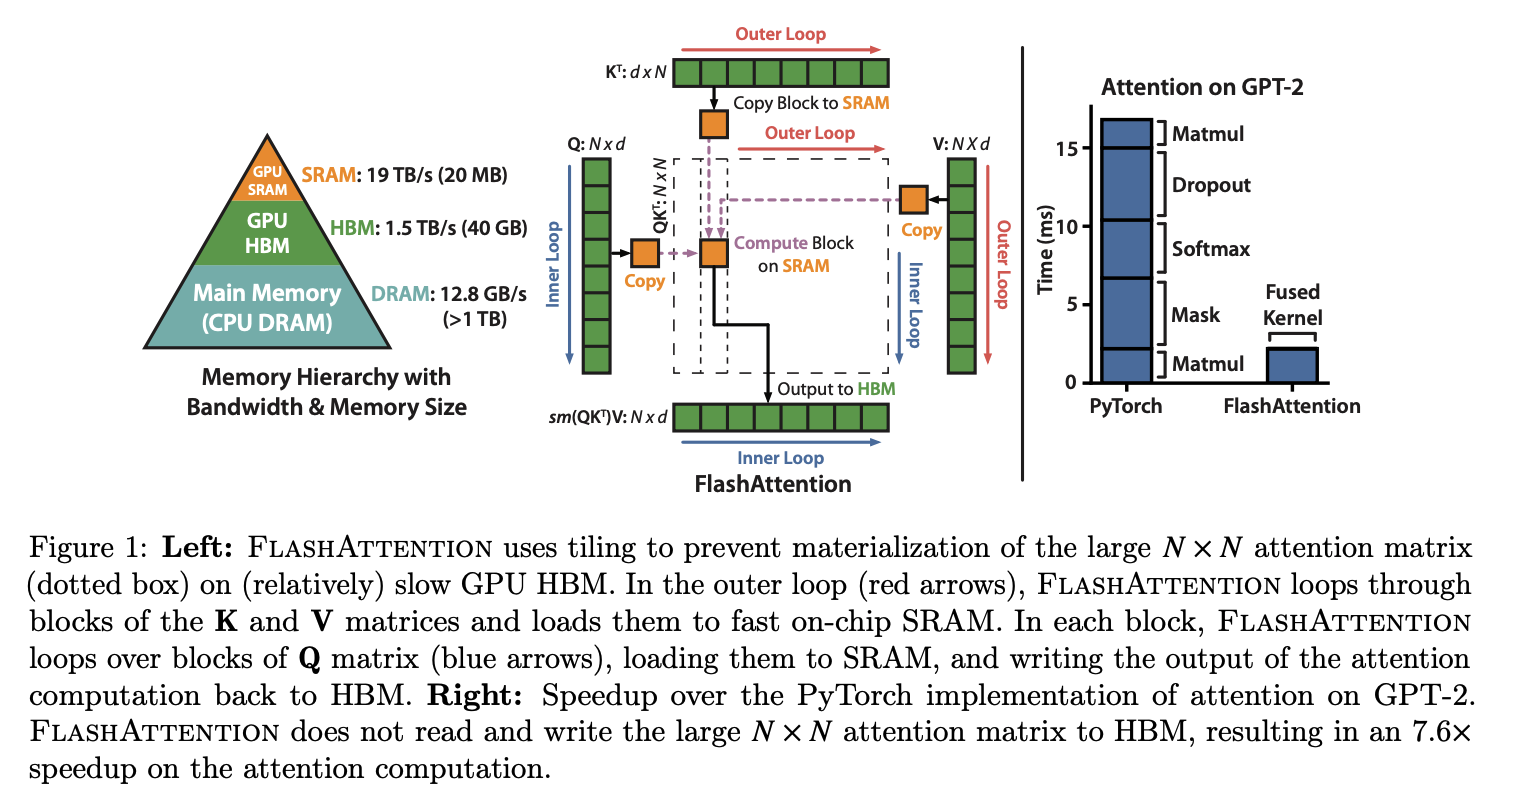 GPU
SRAM
SRAM: 19 TB/s (20 MB)
GPU
HBM
HBM: 1.5 TB/s (40 GB)
Main Memory
(CPU DRAM)
DRAM: 12.8 GB/s
(>1 TB)
Memory Hierarchy with
Bandwidth & Memory Size
Outer Loop
Kᵀ: d x N
Copy Block to SRAM
Outer Loop
Q: N x d
V: N X d
QKᵀ: N x N
Inner Loop
Copy
Compute Block
on SRAM
Copy
Inner Loop
Outer Loop
Output to HBM
sm(QKᵀ)V: N x d
Inner Loop
FlashAttention
Attention on GPT-2
Time (ms)
15
10
5
0
Matmul
Dropout
Softmax
Mask
Matmul
Fused
Kernel
PyTorch
FlashAttention
Figure 1: Left: FLASHATTENTION uses tiling to prevent materialization of the large N × N attention matrix
(dotted box) on (relatively) slow GPU HBM. In the outer loop (red arrows), FLASHATTENTION loops through
blocks of the K and V matrices and loads them to fast on-chip SRAM. In each block, FLASHATTENTION
loops over blocks of Q matrix (blue arrows), loading them to SRAM, and writing the output of the attention
computation back to HBM. Right: Speedup over the PyTorch implementation of attention on GPT-2.
FLASHATTENTION does not read and write the large N × N attention matrix to HBM, resulting in an 7.6×
speedup on the attention computation.